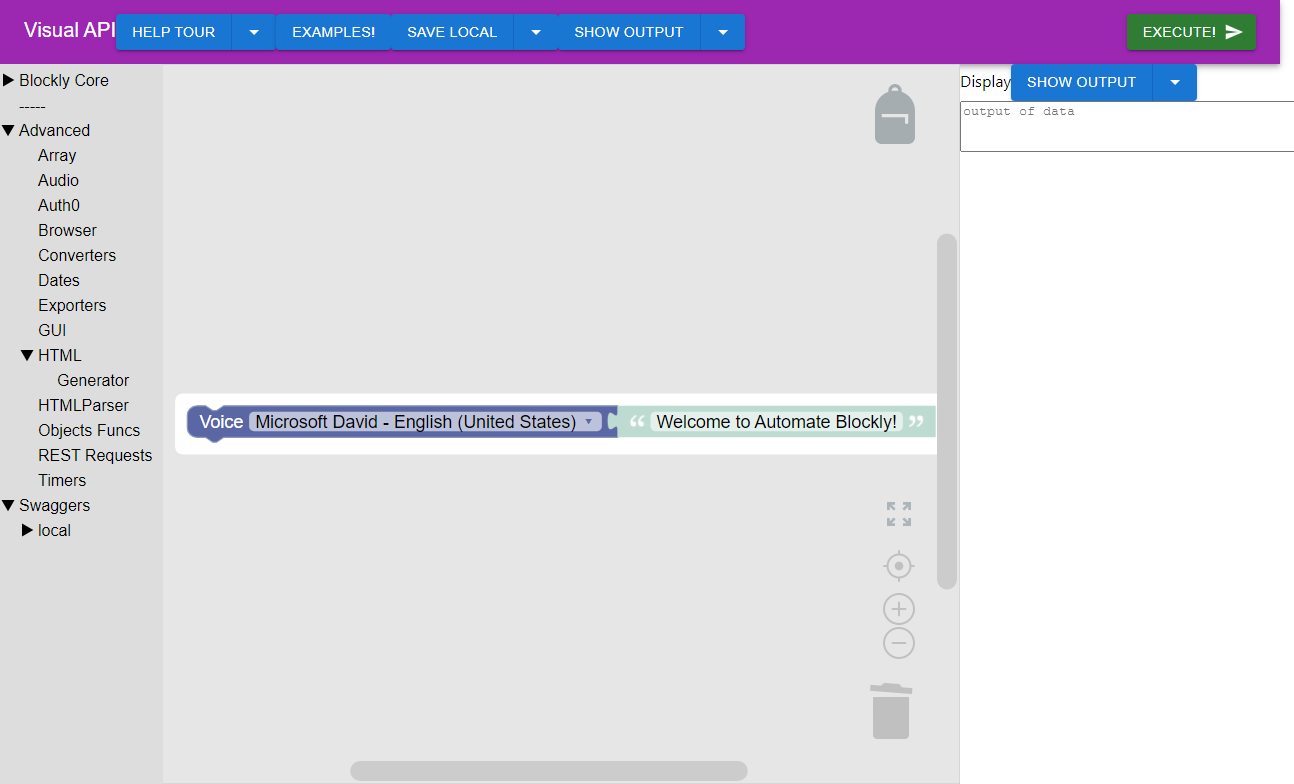 Visual API HELP TOUR EXAMPLES! SAVE LOCAL SHOW OUTPUT EXECUTE!
Blockly Core
-----
Advanced
Array
Audio
Auth0
Browser
Converters
Dates
Exporters
GUI
HTML
Generator
HTMLParser
Objects Funcs
REST Requests
Timers
Swaggers
local
Voice Microsoft David - English (United States) “ Welcome to Automate Blockly! ”
Display SHOW OUTPUT
output of data